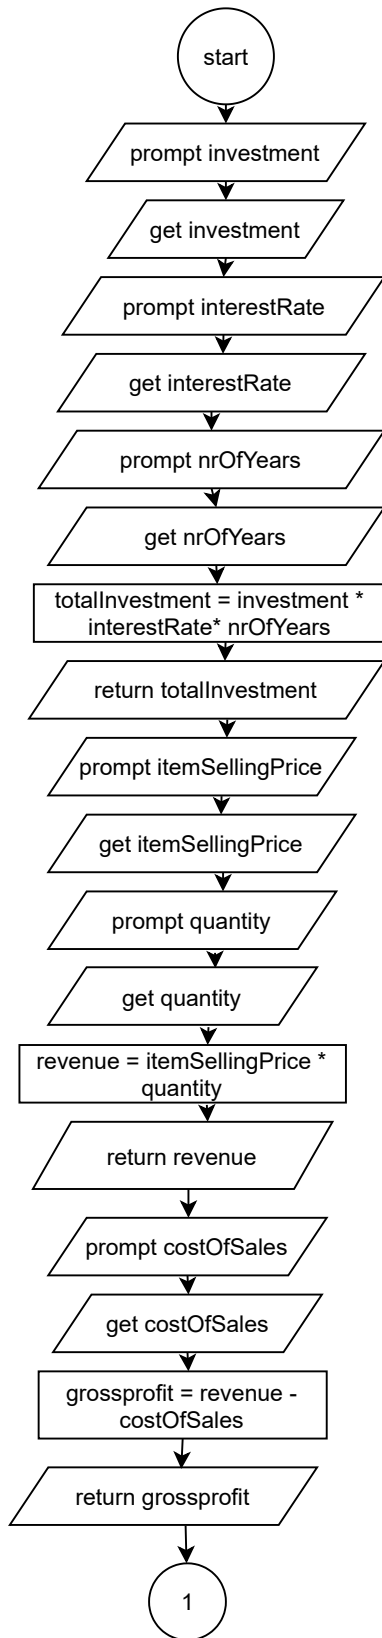 start
prompt investment
get investment
prompt interestRate
get interestRate
prompt nrOfYears
get nrOfYears
totalInvestment = investment *
interestRate* nrOfYears
return totalInvestment
prompt itemSellingPrice
get itemSellingPrice
prompt quantity
get quantity
revenue = itemSellingPrice *
quantity
return revenue
prompt costOfSales
get costOfSales
grossprofit = revenue -
costOfSales
return grossprofit
1